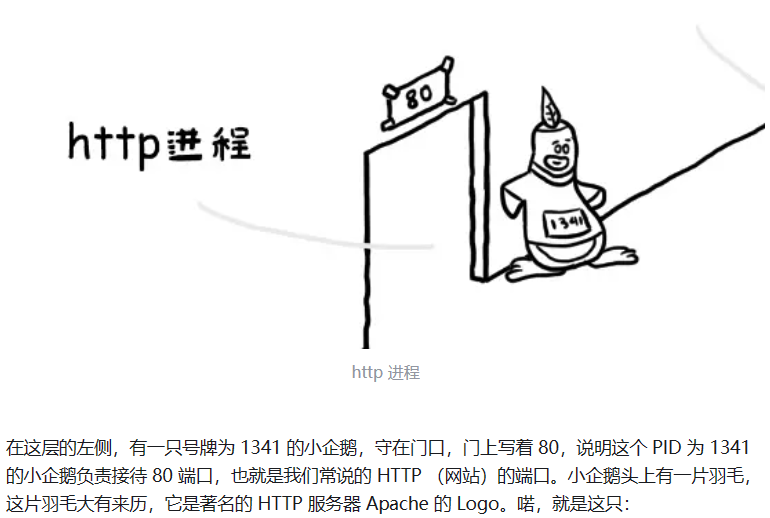 80
http进程
1341
http 进程
在这层的左侧，有一只号牌为 1341 的小企鹅，守在门口，门上写着 80，说明这个 PID 为 1341
的小企鹅负责接待 80 端口，也就是我们常说的 HTTP （网站）的端口。小企鹅头上有一片羽毛，
这片羽毛大有来历，它是著名的 HTTP 服务器 Apache 的 Logo。喏，就是这只：